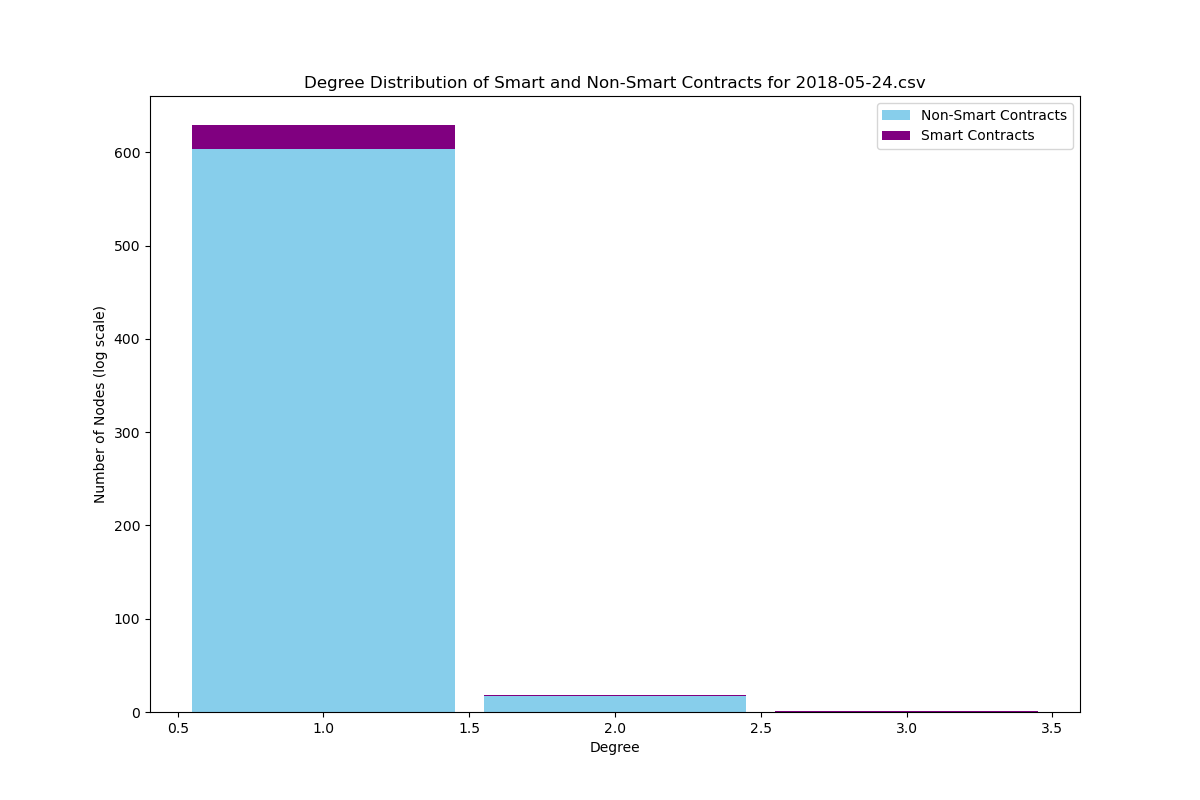 Degree Distribution of Smart and Non-Smart Contracts for 2018-05-24.csv
Non-Smart Contracts
Smart Contracts
Number of Nodes (log scale)
600
500
400
300
200
100
0
0.5 1.0 1.5 2.0 2.5 3.0 3.5
Degree